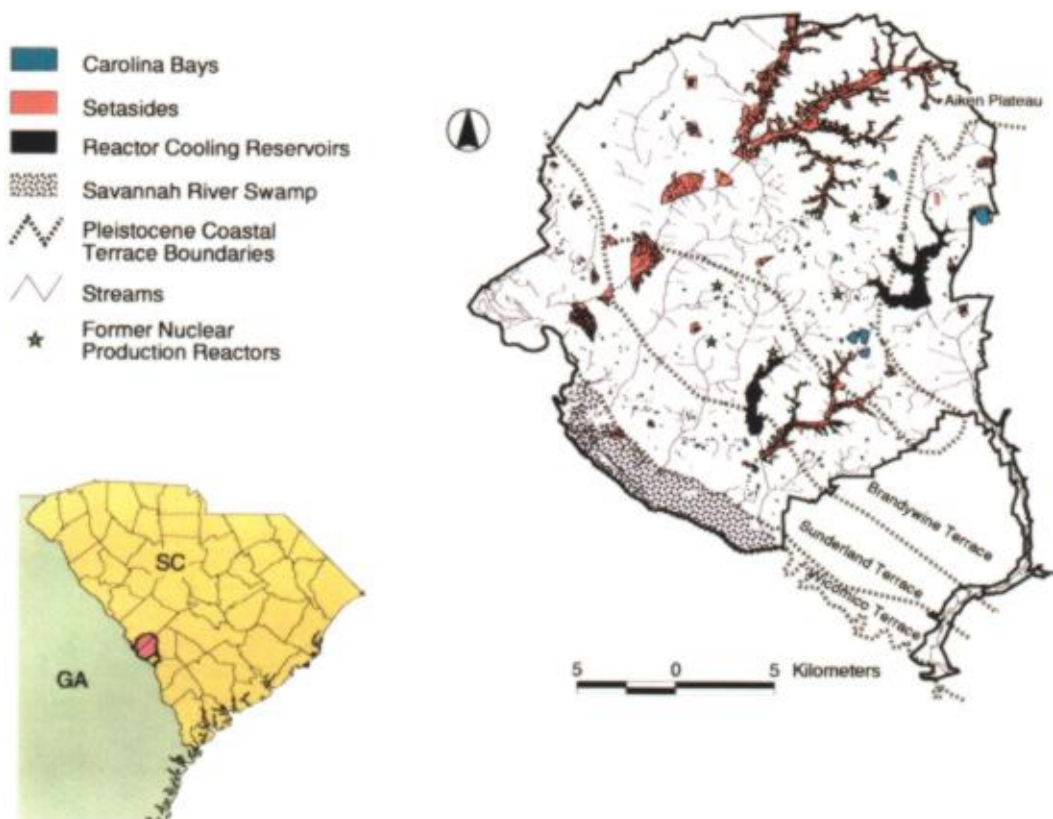 Carolina Bays
Setasides
Reactor Cooling Reservoirs
Savannah River Swamp
Pleistocene Coastal
Terrace Boundaries
Streams
Former Nuclear
Production Reactors
Aiken Plateau
Brandywine Terrace
Sunderland Terrace
Wicomico Terrace
5 0 5 Kilometers
SC
GA